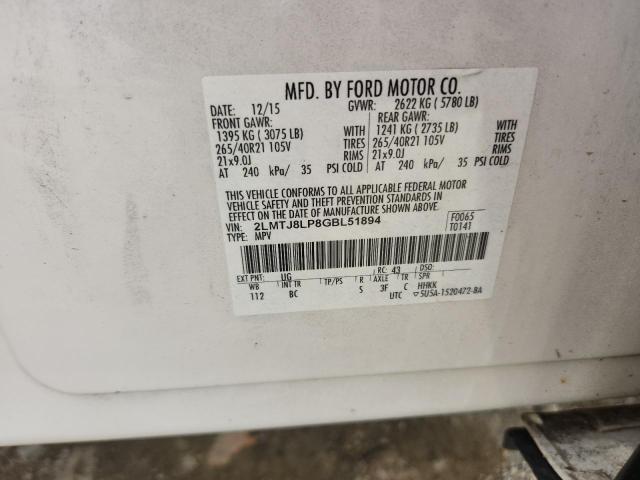 MFD. BY FORD MOTOR CO.
DATE: 12/15 GVWR: 2622 KG ( 5780 LB)
FRONT GAWR: REAR GAWR:
1395 KG ( 3075 LB) WITH 1241 KG ( 2735 LB) WITH
265/40R21 105V TIRES 265/40R21 105V TIRES
21x9.0J RIMS 21x9.0J RIMS
AT 240 kPa/ 35 PSI COLD AT 240 kPa/ 35 PSI COLD
THIS VEHICLE CONFORMS TO ALL APPLICABLE FEDERAL MOTOR
VEHICLE SAFETY AND THEFT PREVENTION STANDARDS IN
EFFECT ON THE DATE OF MANUFACTURE SHOWN ABOVE.
VIN: 2LMTJ8LP8GBL51894 F0065
TYPE: MPV T0141
EXT PNT: UG RC: 43 DSO:
WB INT TR TP/PS R AXLE TR SPR
112 BC S 3F C HHKK
UTC ▽5U5A-1520472-BA